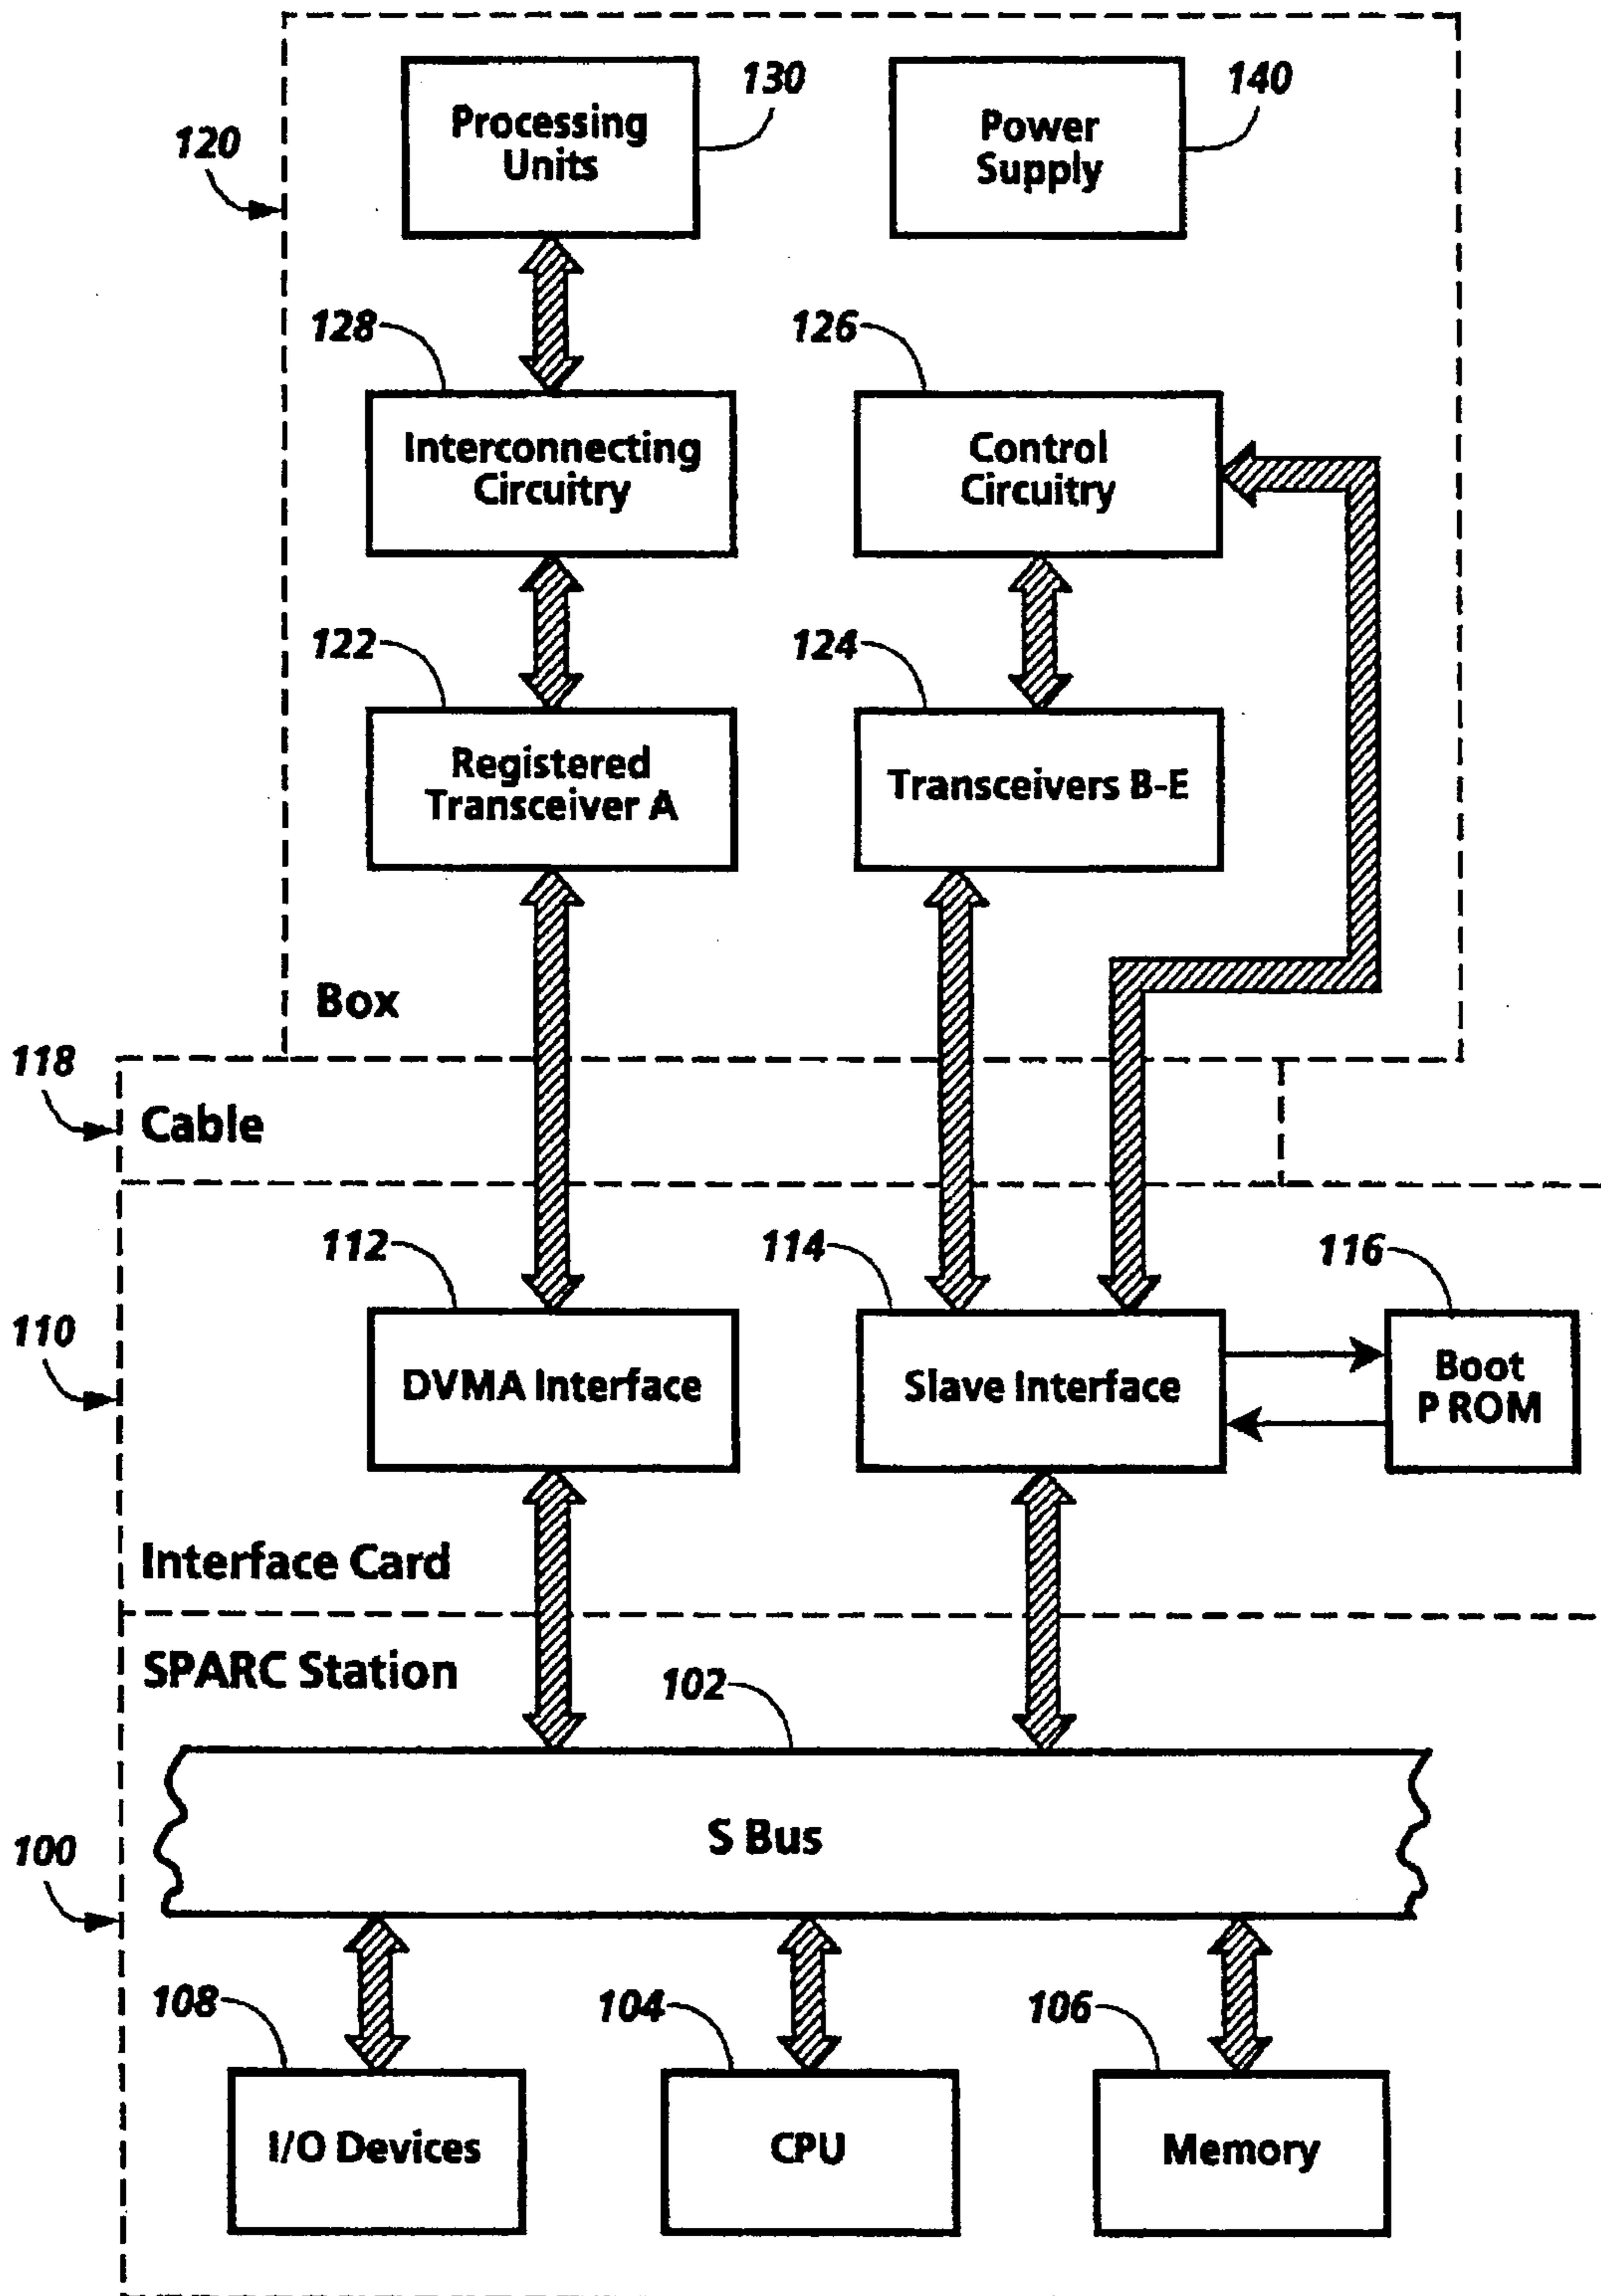 130
140
120
Processing
Units
Power
Supply
128
126
Interconnecting
Circuitry
Control
Circuitry
122
124
Registered
Transceiver A
Transceivers B-E
Box
118
Cable
112
114
116
110
DVMA Interface
Slave Interface
Boot
P ROM
Interface Card
SPARC Station
102
S Bus
100
108
104
106
I/O Devices
CPU
Memory